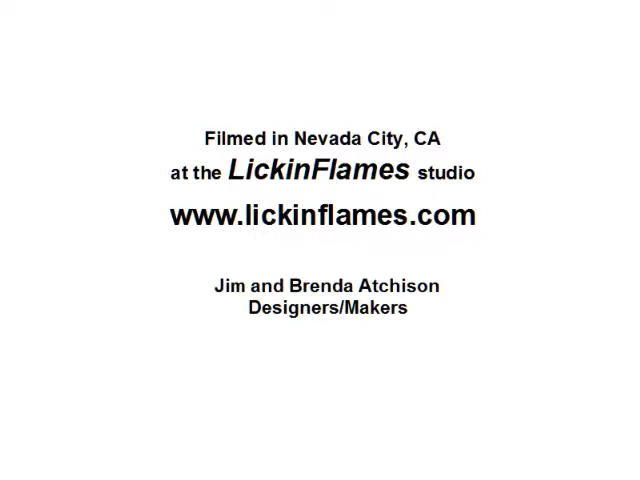 Filmed in Nevada City, CA
at the LickinFlames studio
www.lickinflames.com
Jim and Brenda Atchison
Designers/Makers